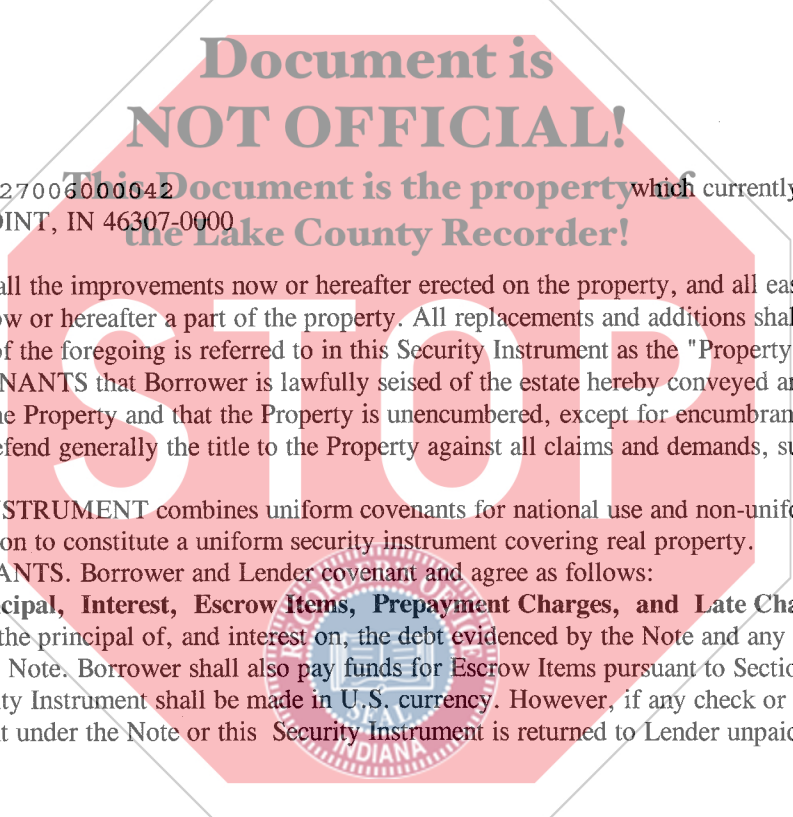 Document is
NOT OFFICIAL!
This Document is the property of
the Lake County Recorder!
27006000042 which currently
OINT, IN 46307-0000
all the improvements now or hereafter erected on the property, and all eas
ow or hereafter a part of the property. All replacements and additions shal
of the foregoing is referred to in this Security Instrument as the "Property
NANTS that Borrower is lawfully seised of the estate hereby conveyed an
he Property and that the Property is unencumbered, except for encumbran
efend generally the title to the Property against all claims and demands, su
STRUMENT combines uniform covenants for national use and non-unifo
on to constitute a uniform security instrument covering real property.
ANTS. Borrower and Lender covenant and agree as follows:
cipal, Interest, Escrow Items, Prepayment Charges, and Late Cha
the principal of, and interest on, the debt evidenced by the Note and any
Note. Borrower shall also pay funds for Escrow Items pursuant to Sectio
ty Instrument shall be made in U.S. currency. However, if any check or
t under the Note or this Security Instrument is returned to Lender unpaid
STOP
RECORDER'S OFFICE
SEAL
INDIANA